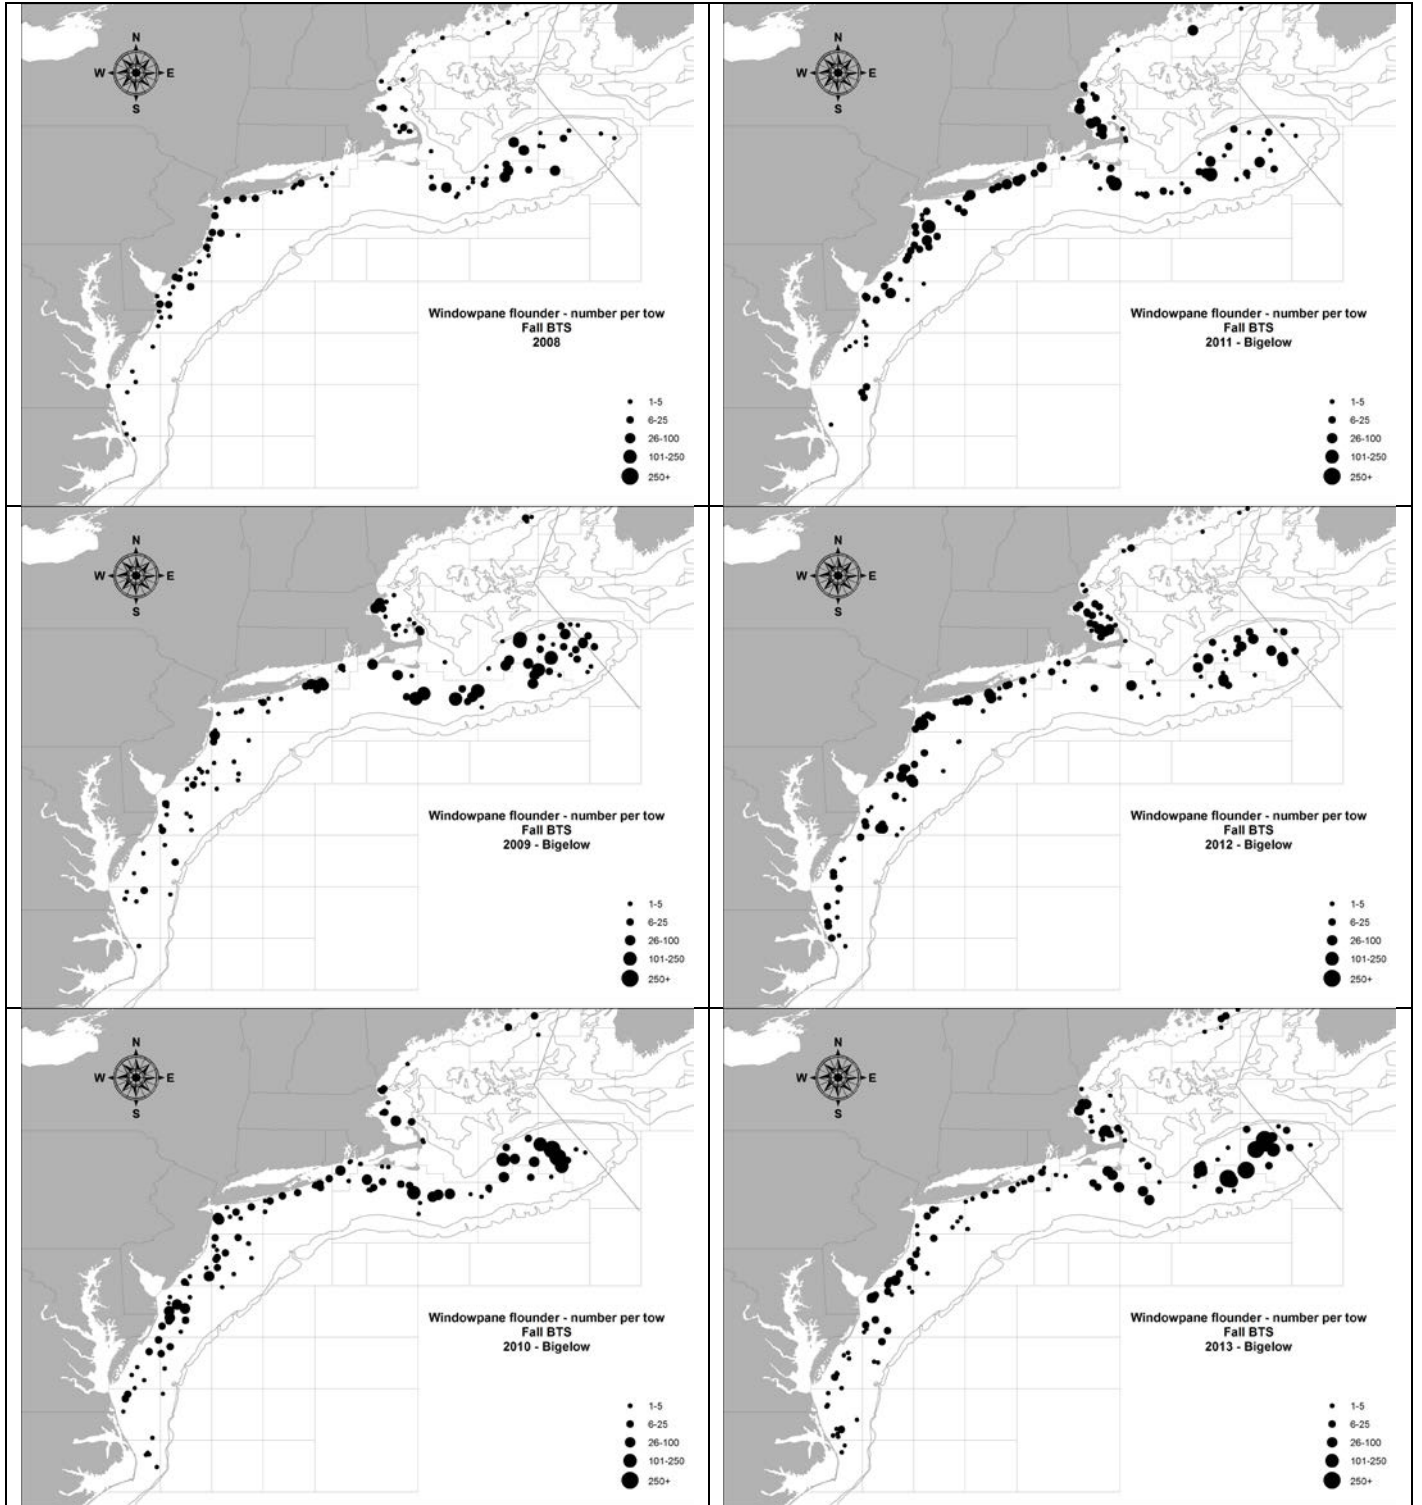 N
W E
S
Windowpane flounder - number per tow
Fall BTS
2008
1-5
6-25
26-100
101-250
250+
N
W E
S
Windowpane flounder - number per tow
Fall BTS
2011 - Bigelow
1-5
6-25
26-100
101-250
250+
N
W E
S
Windowpane flounder - number per tow
Fall BTS
2009 - Bigelow
1-5
6-25
26-100
101-250
250+
N
W E
S
Windowpane flounder - number per tow
Fall BTS
2012 - Bigelow
1-5
6-25
26-100
101-250
250+
N
W E
S
Windowpane flounder - number per tow
Fall BTS
2010 - Bigelow
1-5
6-25
26-100
101-250
250+
N
W E
S
Windowpane flounder - number per tow
Fall BTS
2013 - Bigelow
1-5
6-25
26-100
101-250
250+